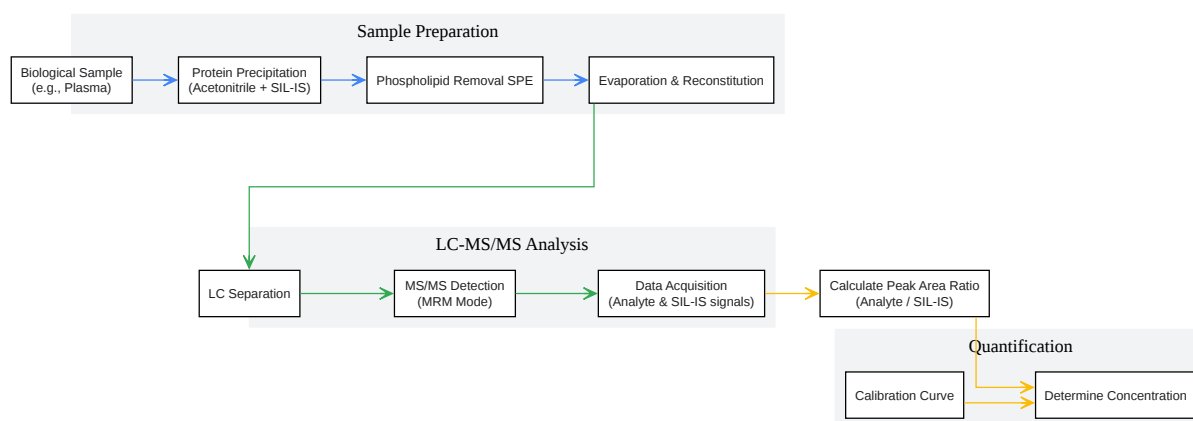 Sample Preparation
Biological Sample
(e.g., Plasma)
Protein Precipitation
(Acetonitrile + SIL-IS)
Phospholipid Removal SPE
Evaporation & Reconstitution
LC-MS/MS Analysis
LC Separation
MS/MS Detection
(MRM Mode)
Data Acquisition
(Analyte & SIL-IS signals)
Calculate Peak Area Ratio
(Analyte / SIL-IS)
Quantification
Calibration Curve
Determine Concentration